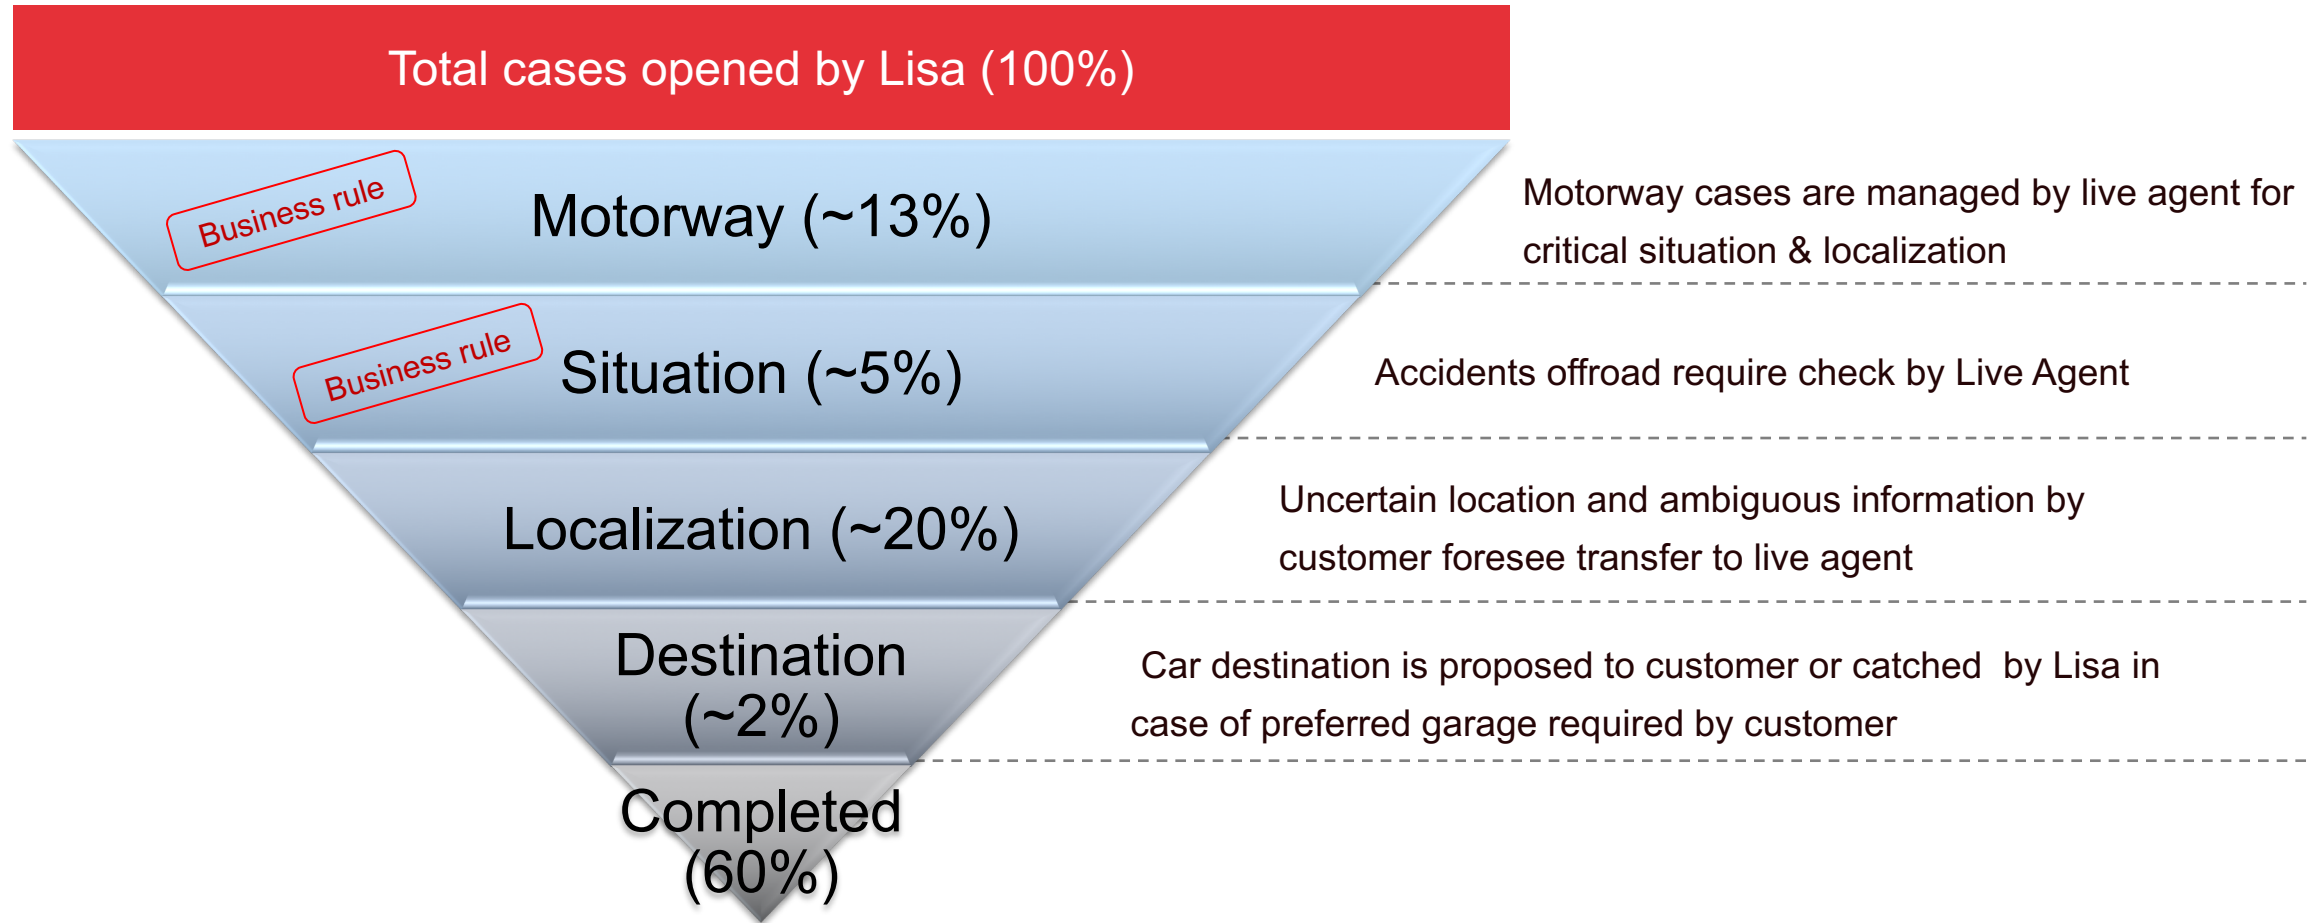 Total cases opened by Lisa (100%)
Business rule
Motorway (~13%)
Motorway cases are managed by live agent for
critical situation & localization
Business rule
Situation (~5%)
Accidents offroad require check by Live Agent
Localization (~20%)
Uncertain location and ambiguous information by
customer foresee transfer to live agent
Destination
(~2%)
Car destination is proposed to customer or catched  by Lisa in
case of preferred garage required by customer
Completed
(60%)